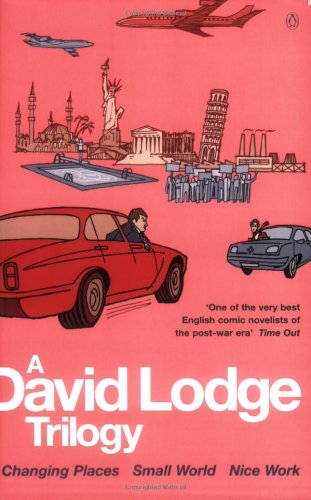 'One of the very best
English comic novelists of
the post-war era' Time Out
A
David Lodge
Trilogy
Changing Places Small World Nice Work